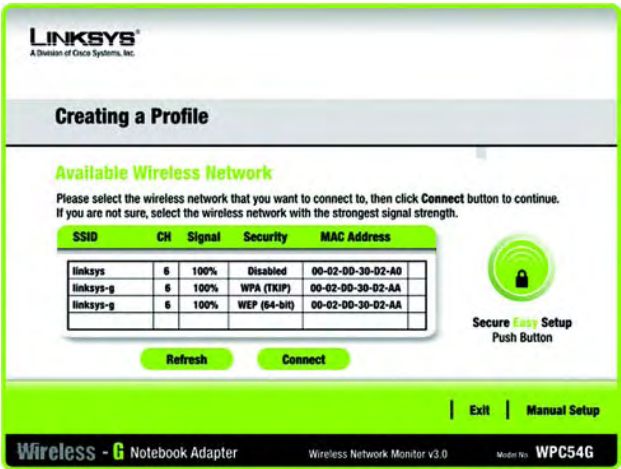 LINKSYS®
A Division of Cisco Systems, Inc.
Creating a Profile
Available Wireless Network
Please select the wireless network that you want to connect to, then click Connect button to continue.
If you are not sure, select the wireless network with the strongest signal strength.
SSID CH Signal Security MAC Address
linksys 6 100% Disabled 00-02-DD-30-D2-A0
linksys-g 6 100% WPA (TKIP) 00-02-DD-30-D2-AA
linksys-g 6 100% WEP (64-bit) 00-02-DD-30-D2-AA
Refresh Connect
Secure Easy Setup
Push Button
Exit Manual Setup
Wireless - G Notebook Adapter Wireless Network Monitor v3.0 Model No. WPC54G